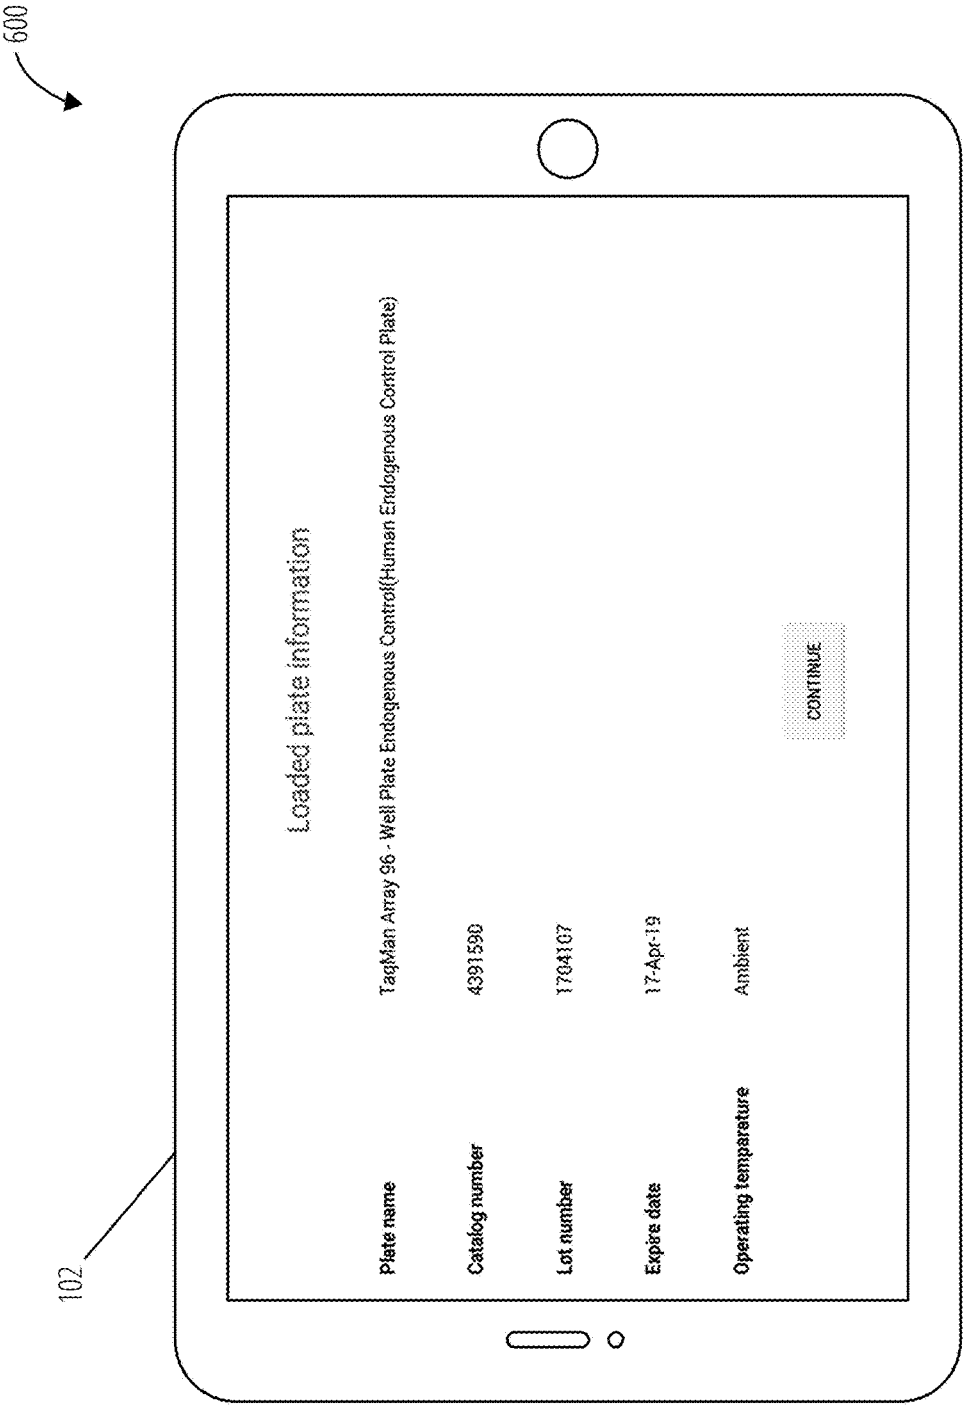 600
102
Loaded plate information
Plate name TaqMan Array 96 - Well Plate Endogenous Control(Human Endogenous Control Plate)
Catalog number 4391590
Lot number 1704107
Expire date 17-Apr-19
Operating temparature Ambient
CONTINUE